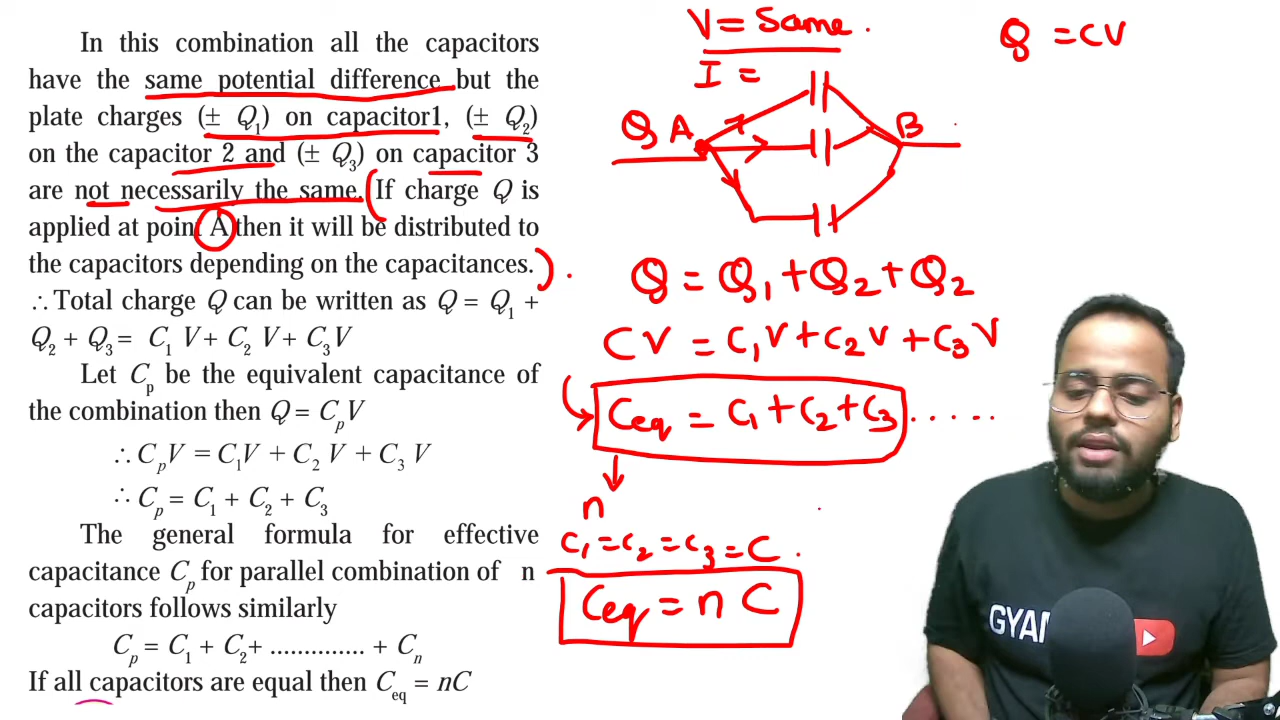 In this combination all the capacitors
have the same potential difference but the
plate charges (± Q₁) on capacitor1, (± Q₂)
on the capacitor 2 and (± Q₃) on capacitor 3
are not necessarily the same. (If charge Q is
applied at point A then it will be distributed to
the capacitors depending on the capacitances. ) .
∴ Total charge Q can be written as Q = Q₁ +
Q₂ + Q₃ = C₁ V + C₂ V + C₃V
Let Cₚ be the equivalent capacitance of
the combination then Q = CₚV
∴ CₚV = C₁V + C₂ V + C₃ V
∴ Cₚ = C₁ + C₂ + C₃
The general formula for effective
capacitance Cₚ for parallel combination of n
capacitors follows similarly
Cₚ = C₁ + C₂+ .............. + Cₙ
If all capacitors are equal then C_eq = nC
V = Same .
I =
Q = CV
Q A B
Q = Q₁ + Q₂ + Q₂
CV = C₁V + C₂V + C₃V
Ceq = C₁ + C₂ + C₃ .....
n
C₁ = C₂ = C₃ = C .
Ceq = n C
GYAN